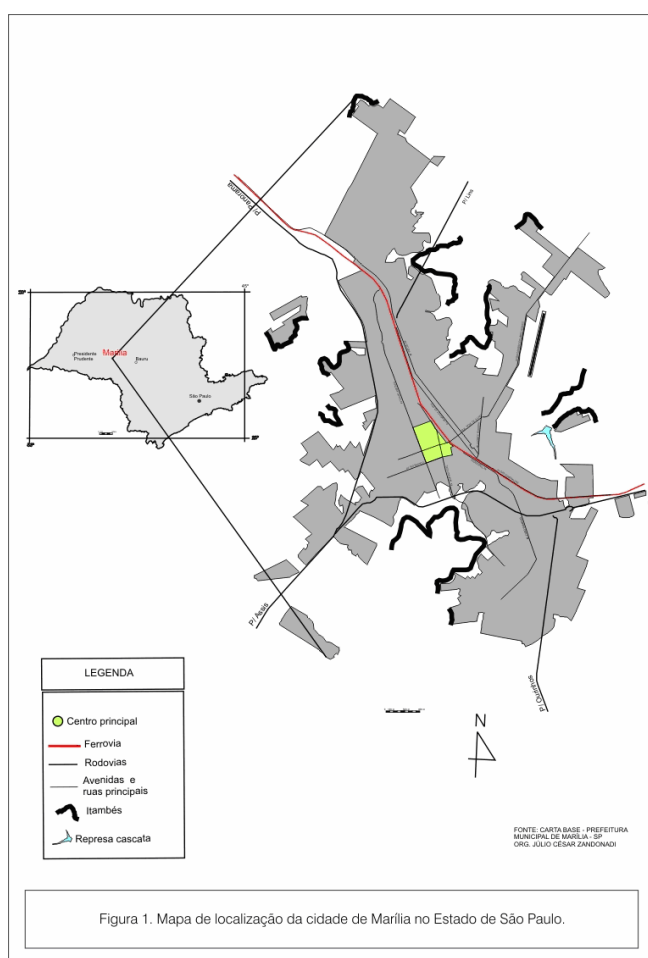 P/ Panorama
P/ Lins
Presidente
Prudente
Marília
Bauru
São Paulo
P/ Assis
P/ Ourinhos
N
LEGENDA
Centro principal
Ferrovia
Rodovias
Avenidas e
ruas principais
Itambés
Represa cascata
FONTE: CARTA BASE - PREFEITURA
MUNICIPAL DE MARÍLIA - SP
ORG. JÚLIO CÉSAR ZANDONADI
Figura 1. Mapa de localização da cidade de Marília no Estado de São Paulo.